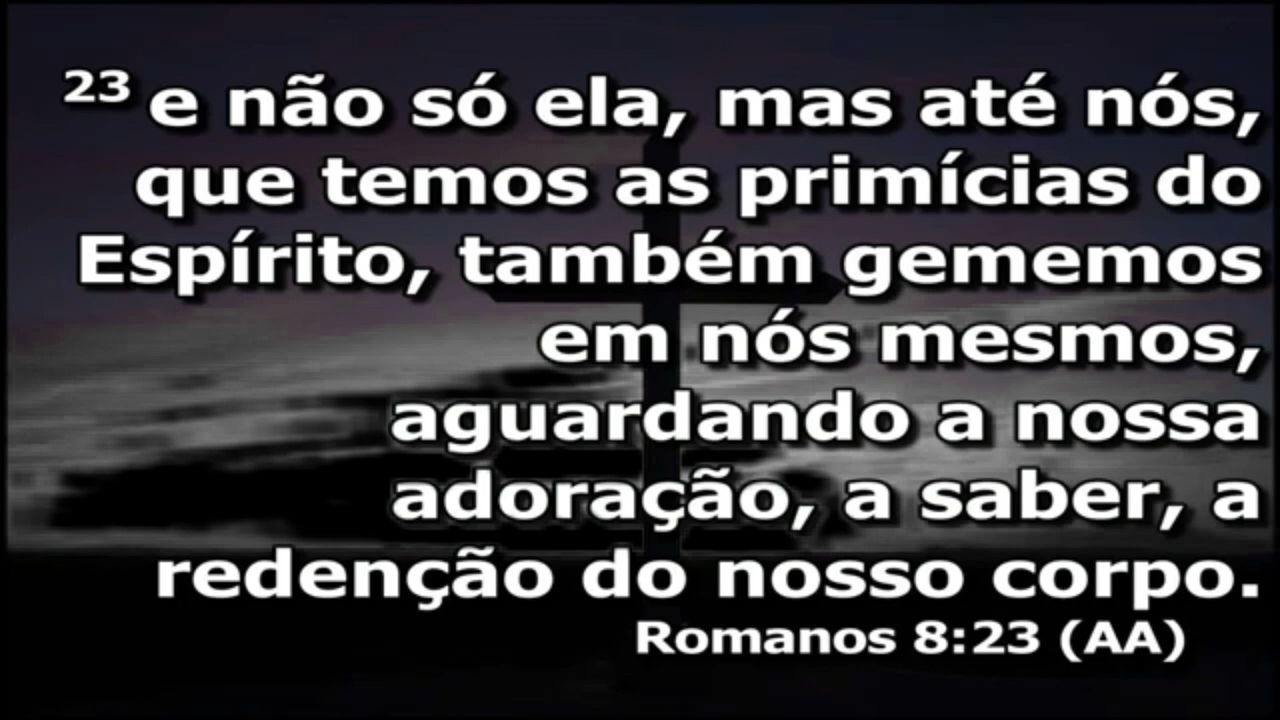 23 e não só ela, mas até nós,
que temos as primícias do
Espírito, também gememos
em nós mesmos,
aguardando a nossa
adoração, a saber, a
redenção do nosso corpo.
Romanos 8:23 (AA)